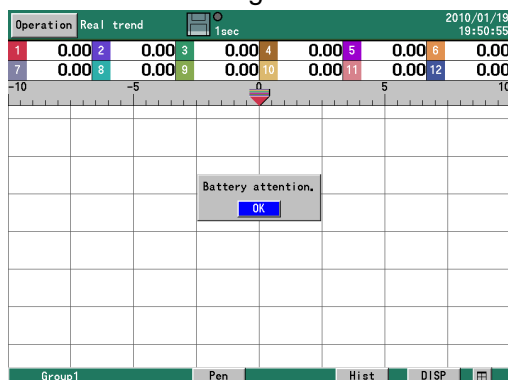 Operation Real trend 1sec 2010/01/19
19:50:55
1 0.00 2 0.00 3 0.00 4 0.00 5 0.00 6 0.00
7 0.00 8 0.00 9 0.00 10 0.00 11 0.00 12 0.00
-10 -5 0 5 10
Battery attention.
OK
Group1 Pen Hist DISP